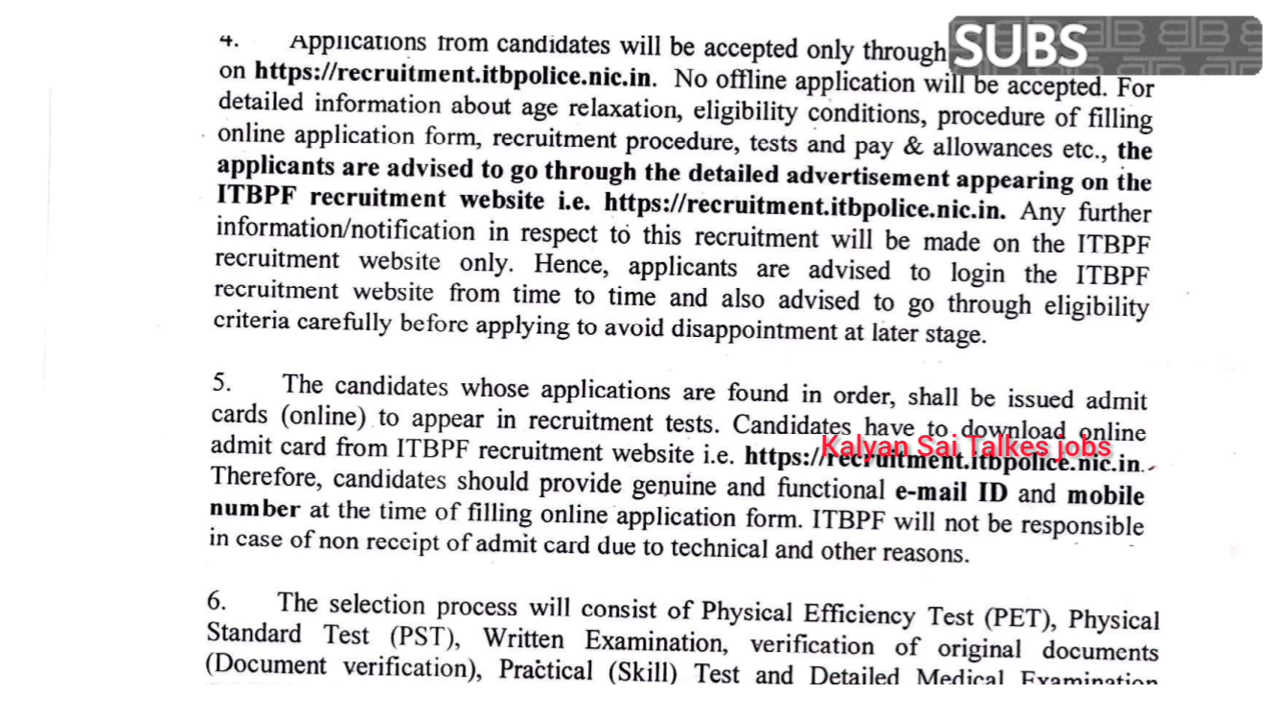 4. Applications from candidates will be accepted only through
SUBS
on https://recruitment.itbpolice.nic.in. No offline application will be accepted. For
detailed information about age relaxation, eligibility conditions, procedure of filling
online application form, recruitment procedure, tests and pay & allowances etc., the
applicants are advised to go through the detailed advertisement appearing on the
ITBPF recruitment website i.e. https://recruitment.itbpolice.nic.in. Any further
information/notification in respect to this recruitment will be made on the ITBPF
recruitment website only. Hence, applicants are advised to login the ITBPF
recruitment website from time to time and also advised to go through eligibility
criteria carefully before applying to avoid disappointment at later stage.
5. The candidates whose applications are found in order, shall be issued admit
cards (online) to appear in recruitment tests. Candidates have to download online
Kalyan Sai Talkes jobs
admit card from ITBPF recruitment website i.e. https://recruitment.itbpolice.nic.in.
Therefore, candidates should provide genuine and functional e-mail ID and mobile
number at the time of filling online application form. ITBPF will not be responsible
in case of non receipt of admit card due to technical and other reasons.
6. The selection process will consist of Physical Efficiency Test (PET), Physical
Standard Test (PST), Written Examination, verification of original documents
(Document verification), Practical (Skill) Test and Detailed Medical Examination